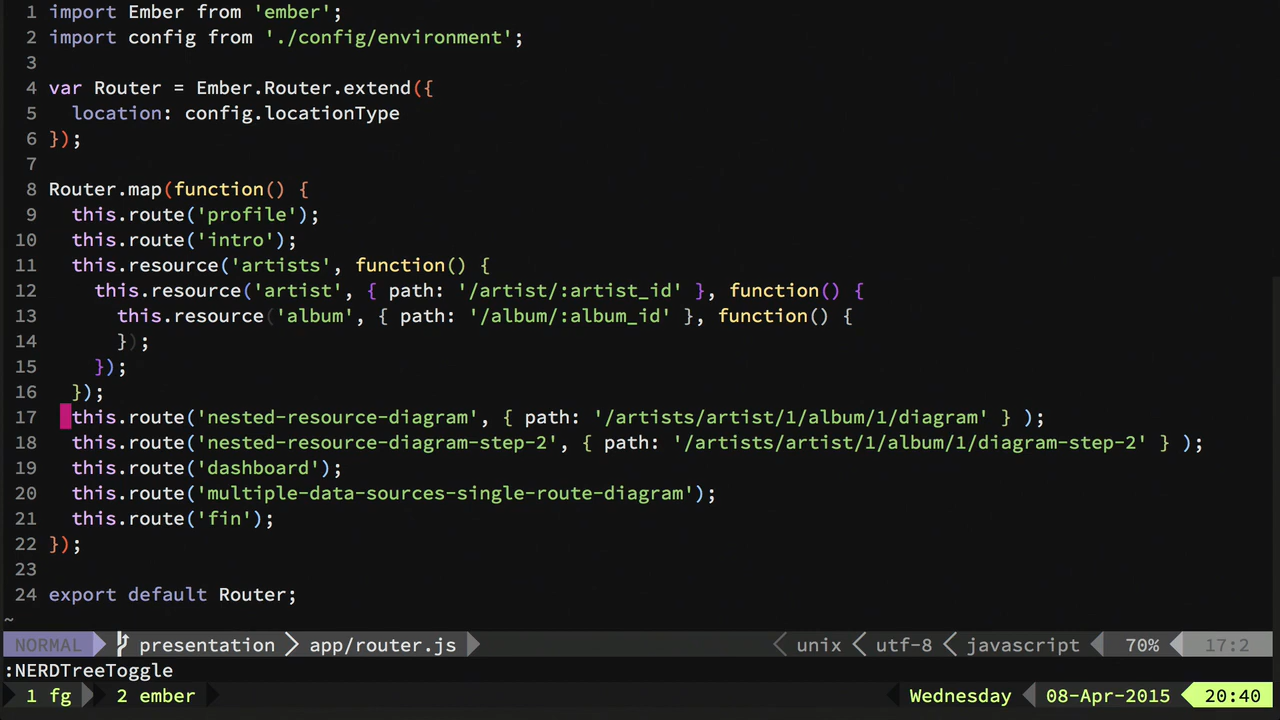 1 import Ember from 'ember';
2 import config from './config/environment';
3
4 var Router = Ember.Router.extend({
5   location: config.locationType
6 });
7
8 Router.map(function() {
9   this.route('profile');
10   this.route('intro');
11   this.resource('artists', function() {
12     this.resource('artist', { path: '/artist/:artist_id' }, function() {
13       this.resource('album', { path: '/album/:album_id' }, function() {
14       });
15     });
16   });
17   this.route('nested-resource-diagram', { path: '/artists/artist/1/album/1/diagram' } );
18   this.route('nested-resource-diagram-step-2', { path: '/artists/artist/1/album/1/diagram-step-2' } );
19   this.route('dashboard');
20   this.route('multiple-data-sources-single-route-diagram');
21   this.route('fin');
22 });
23
24 export default Router;
~
NORMAL presentation app/router.js unix utf-8 javascript 70% 17:2
:NERDTreeToggle
1 fg 2 ember Wednesday 08-Apr-2015 20:40